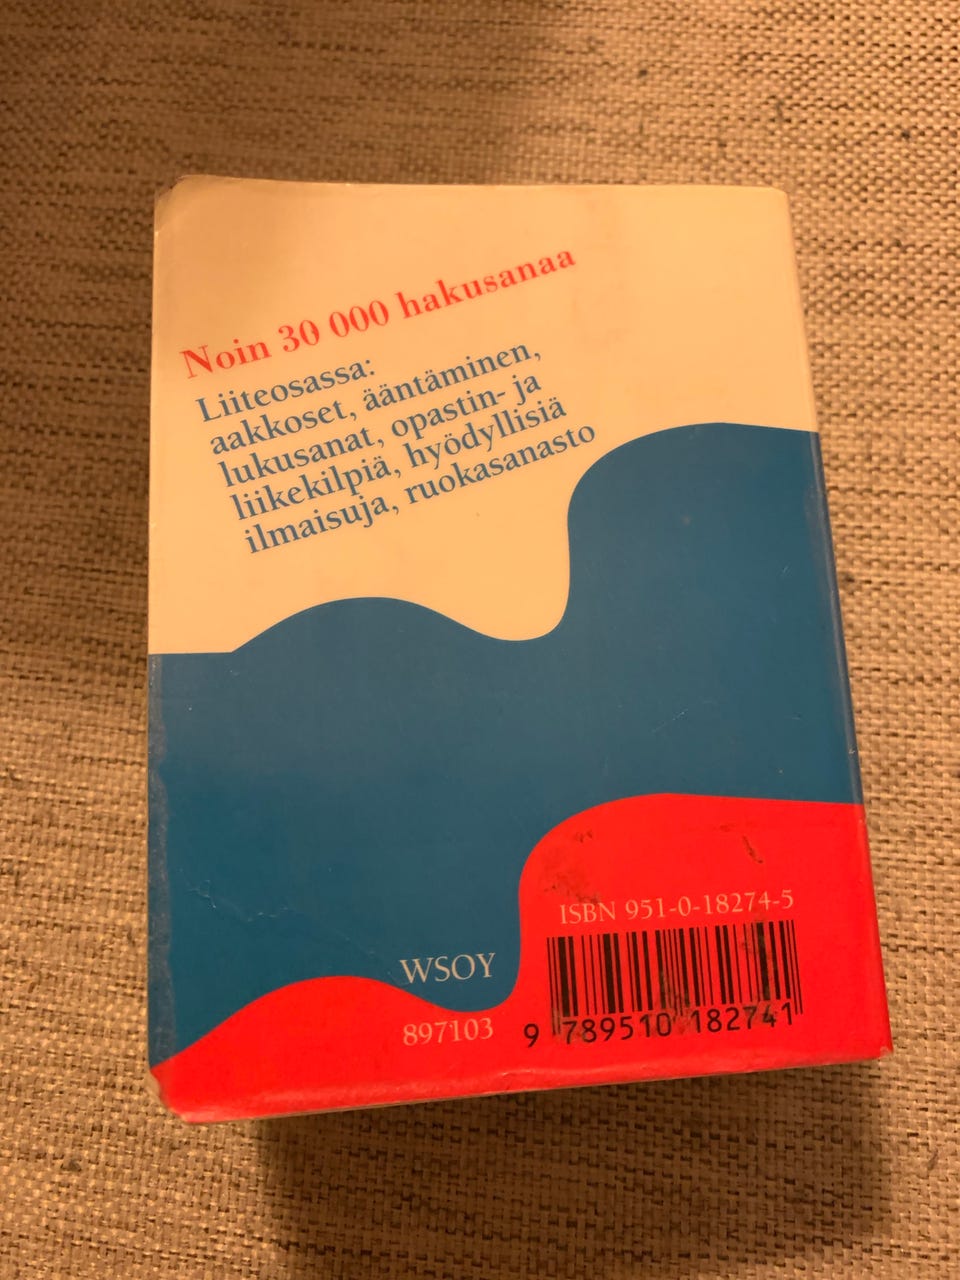 Noin 30 000 hakusanaa
Liiteosassa:
aakkoset, ääntäminen,
lukusanat, opastin- ja
liikekilpiä, hyödyllisiä
ilmaisuja, ruokasanasto
ISBN 951-0-18274-5
WSOY
897103
9 789510 182741